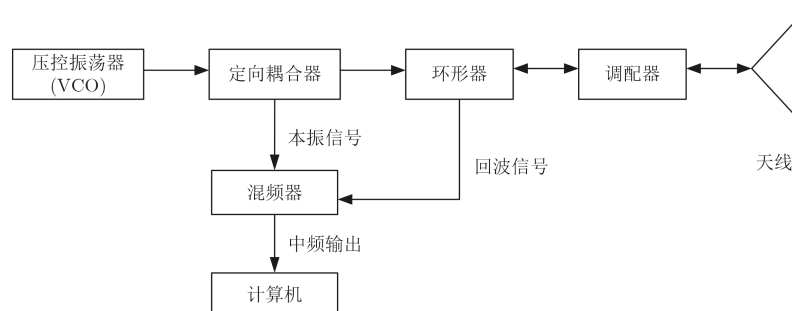 压控振荡器
(VCO)
定向耦合器
环形器
调配器
本振信号
回波信号
天线
混频器
中频输出
计算机